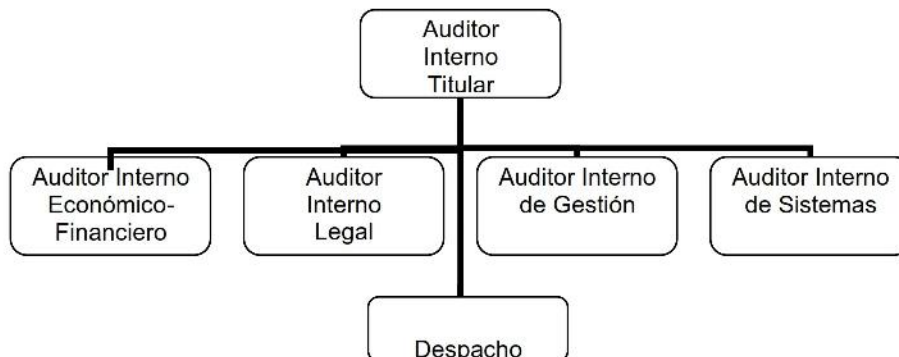 Auditor
Interno
Titular
Auditor Interno
Económico-
Financiero
Auditor
Interno
Legal
Auditor Interno
de Gestión
Auditor Interno
de Sistemas
Despacho